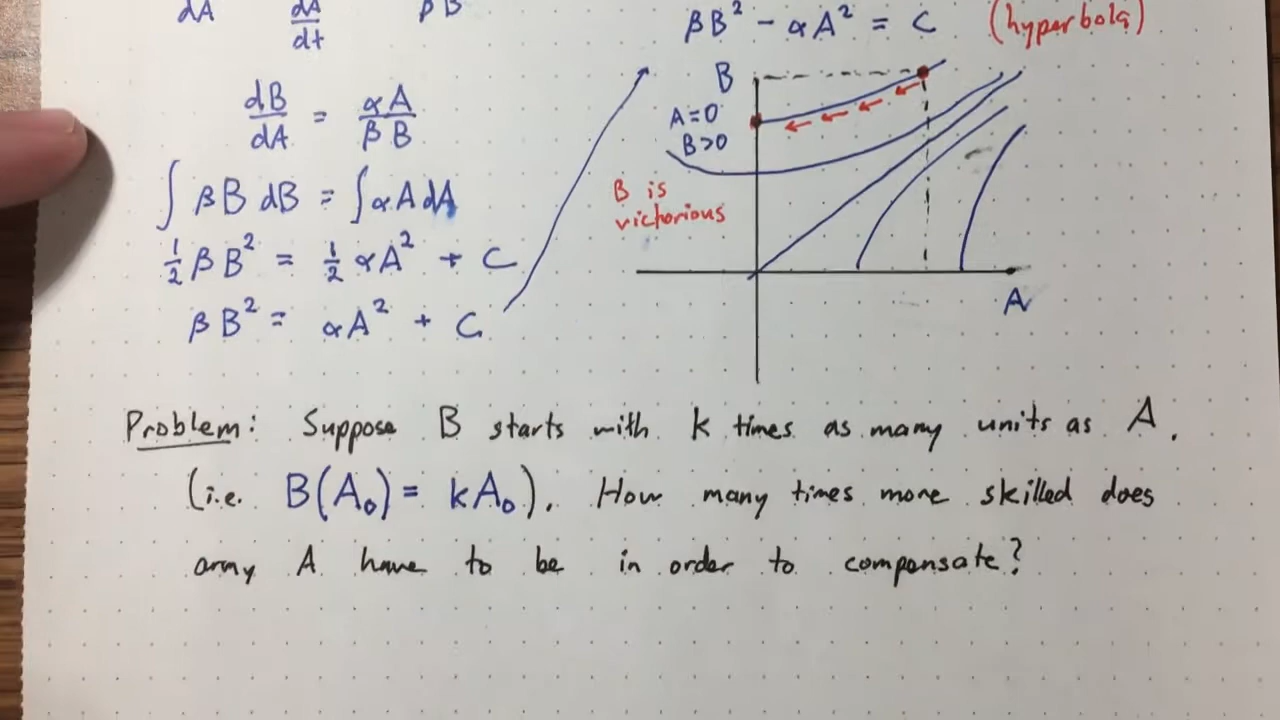 dA dA/dt βB
dB/dA = αA/βB
∫ βB dB = ∫ αA dA
1/2 βB² = 1/2 αA² + C
βB² = αA² + C
βB² - αA² = C (hyperbola)
B
A=0
B>0
B is
victorious
A
Problem: Suppose B starts with k times as many units as A.
(i.e. B(A₀) = kA₀). How many times more skilled does
army A have to be in order to compensate?